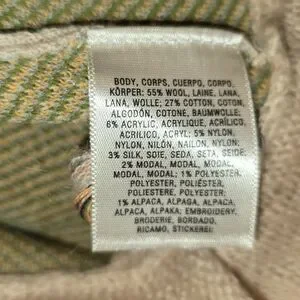 BODY, CORPS, CUERPO, CORPO,
KÖRPER: 55% WOOL, LAINE, LANA,
LANA, WOLLE; 27% COTTON, COTON,
ALGODÓN, COTONE, BAUMWOLLE;
6% ACRYLIC, ACRYLIQUE, ACRÍLICO,
ACRILICO, ACRYL; 5% NYLON,
NYLON, NILÓN, NAILON, NYLON;
3% SILK, SOIE, SEDA, SETA, SEIDE;
2% MODAL, MODAL, MODAL,
MODAL, MODAL; 1% POLYESTER,
POLYESTER, POLIÉSTER,
POLIESTERE, POLYESTER;
1% ALPACA, ALPAGA, ALPACA,
ALPACA, ALPAKA; EMBROIDERY,
BRODERIE, BORDADO,
RICAMO, STICKEREI: